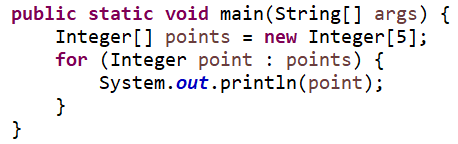 public static void main(String[] args) {
    Integer[] points = new Integer[5];
    for (Integer point : points) {
        System.out.println(point);
    }
}